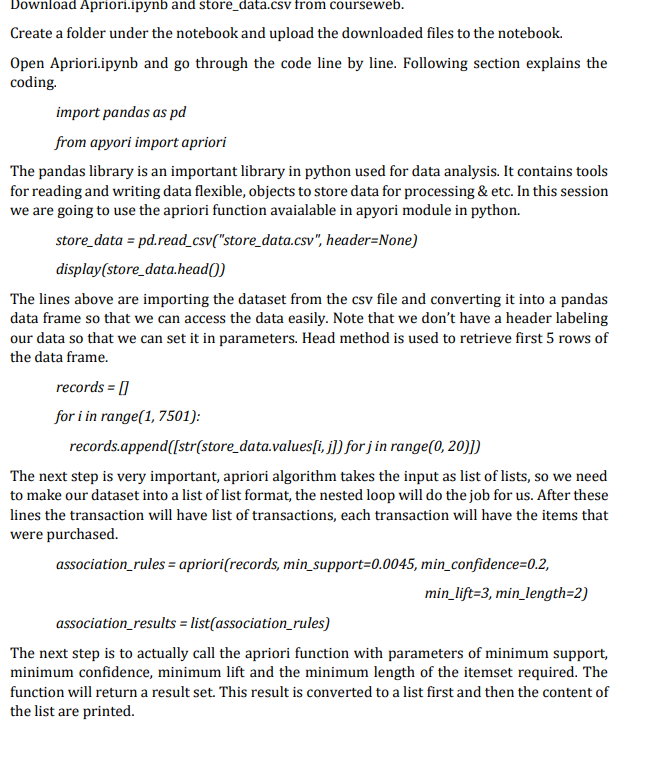 Download Apriori.ipynb and store_data.csv from courseweb.
Create a folder under the notebook and upload the downloaded files to the notebook.
Open Apriori.ipynb and go through the code line by line. Following section explains the
coding.
import pandas as pd
from apyori import apriori
The pandas library is an important library in python used for data analysis. It contains tools
for reading and writing data flexible, objects to store data for processing & etc. In this session
we are going to use the apriori function avaialable in apyori module in python.
store_data = pd.read_csv("store_data.csv", header=None)
display(store_data.head())
The lines above are importing the dataset from the csv file and converting it into a pandas
data frame so that we can access the data easily. Note that we don't have a header labeling
our data so that we can set it in parameters. Head method is used to retrieve first 5 rows of
the data frame.
records = []
for i in range(1, 7501):
records.append([str(store_data.values[i, j]) for j in range(0, 20)])
The next step is very important, apriori algorithm takes the input as list of lists, so we need
to make our dataset into a list of list format, the nested loop will do the job for us. After these
lines the transaction will have list of transactions, each transaction will have the items that
were purchased.
association_rules = apriori(records, min_support=0.0045, min_confidence=0.2,
min_lift=3, min_length=2)
association_results = list(association_rules)
The next step is to actually call the apriori function with parameters of minimum support,
minimum confidence, minimum lift and the minimum length of the itemset required. The
function will return a result set. This result is converted to a list first and then the content of
the list are printed.